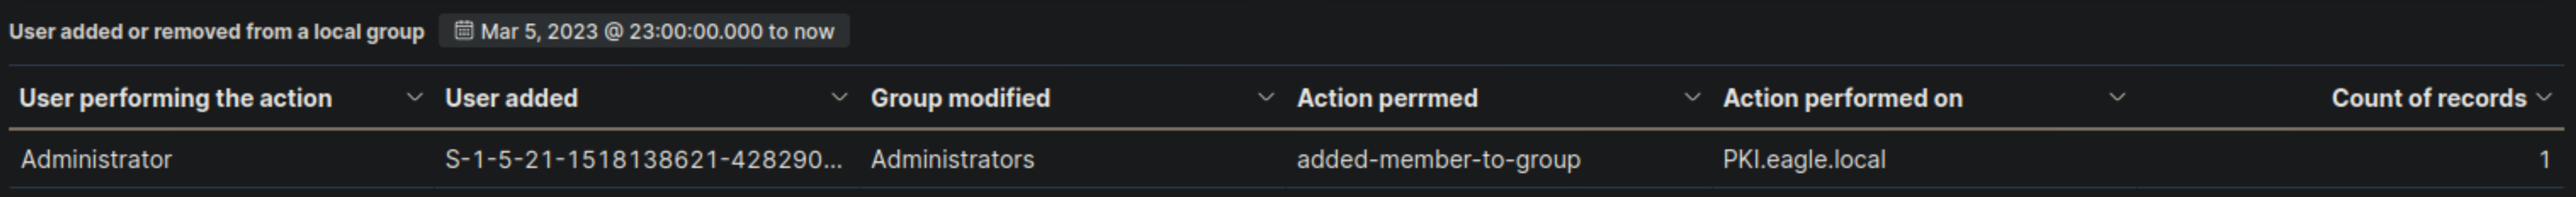 User added or removed from a local group Mar 5, 2023 @ 23:00:00.000 to now
User performing the action User added Group modified Action perrmed Action performed on Count of records
Administrator S-1-5-21-1518138621-428290... Administrators added-member-to-group PKI.eagle.local 1